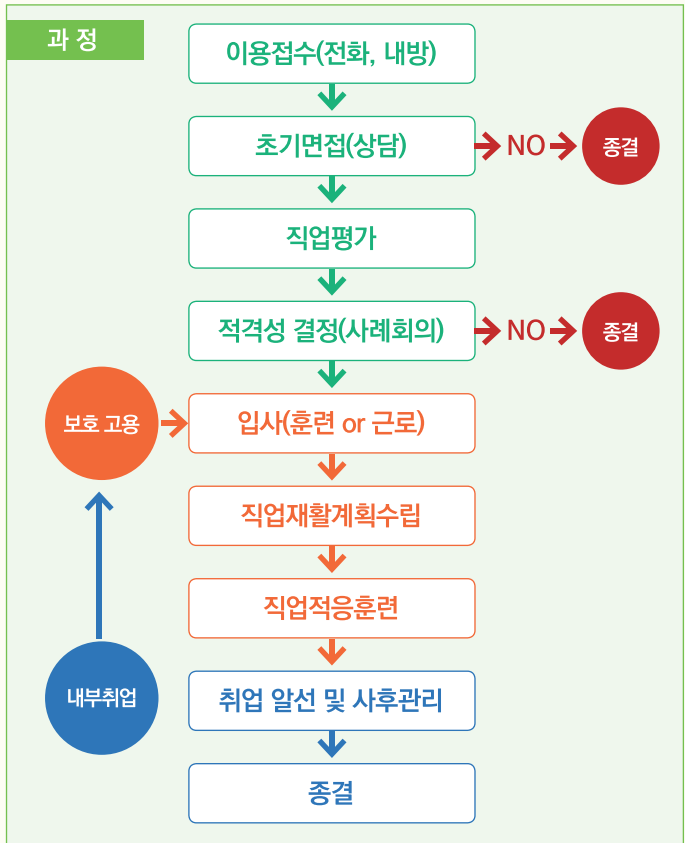 과 정
이용접수(전화, 내방)
초기면접(상담)
NO
종결
직업평가
적격성 결정(사례회의)
NO
종결
보호 고용
입사(훈련 or 근로)
직업재활계획수립
직업적응훈련
내부취업
취업 알선 및 사후관리
종결